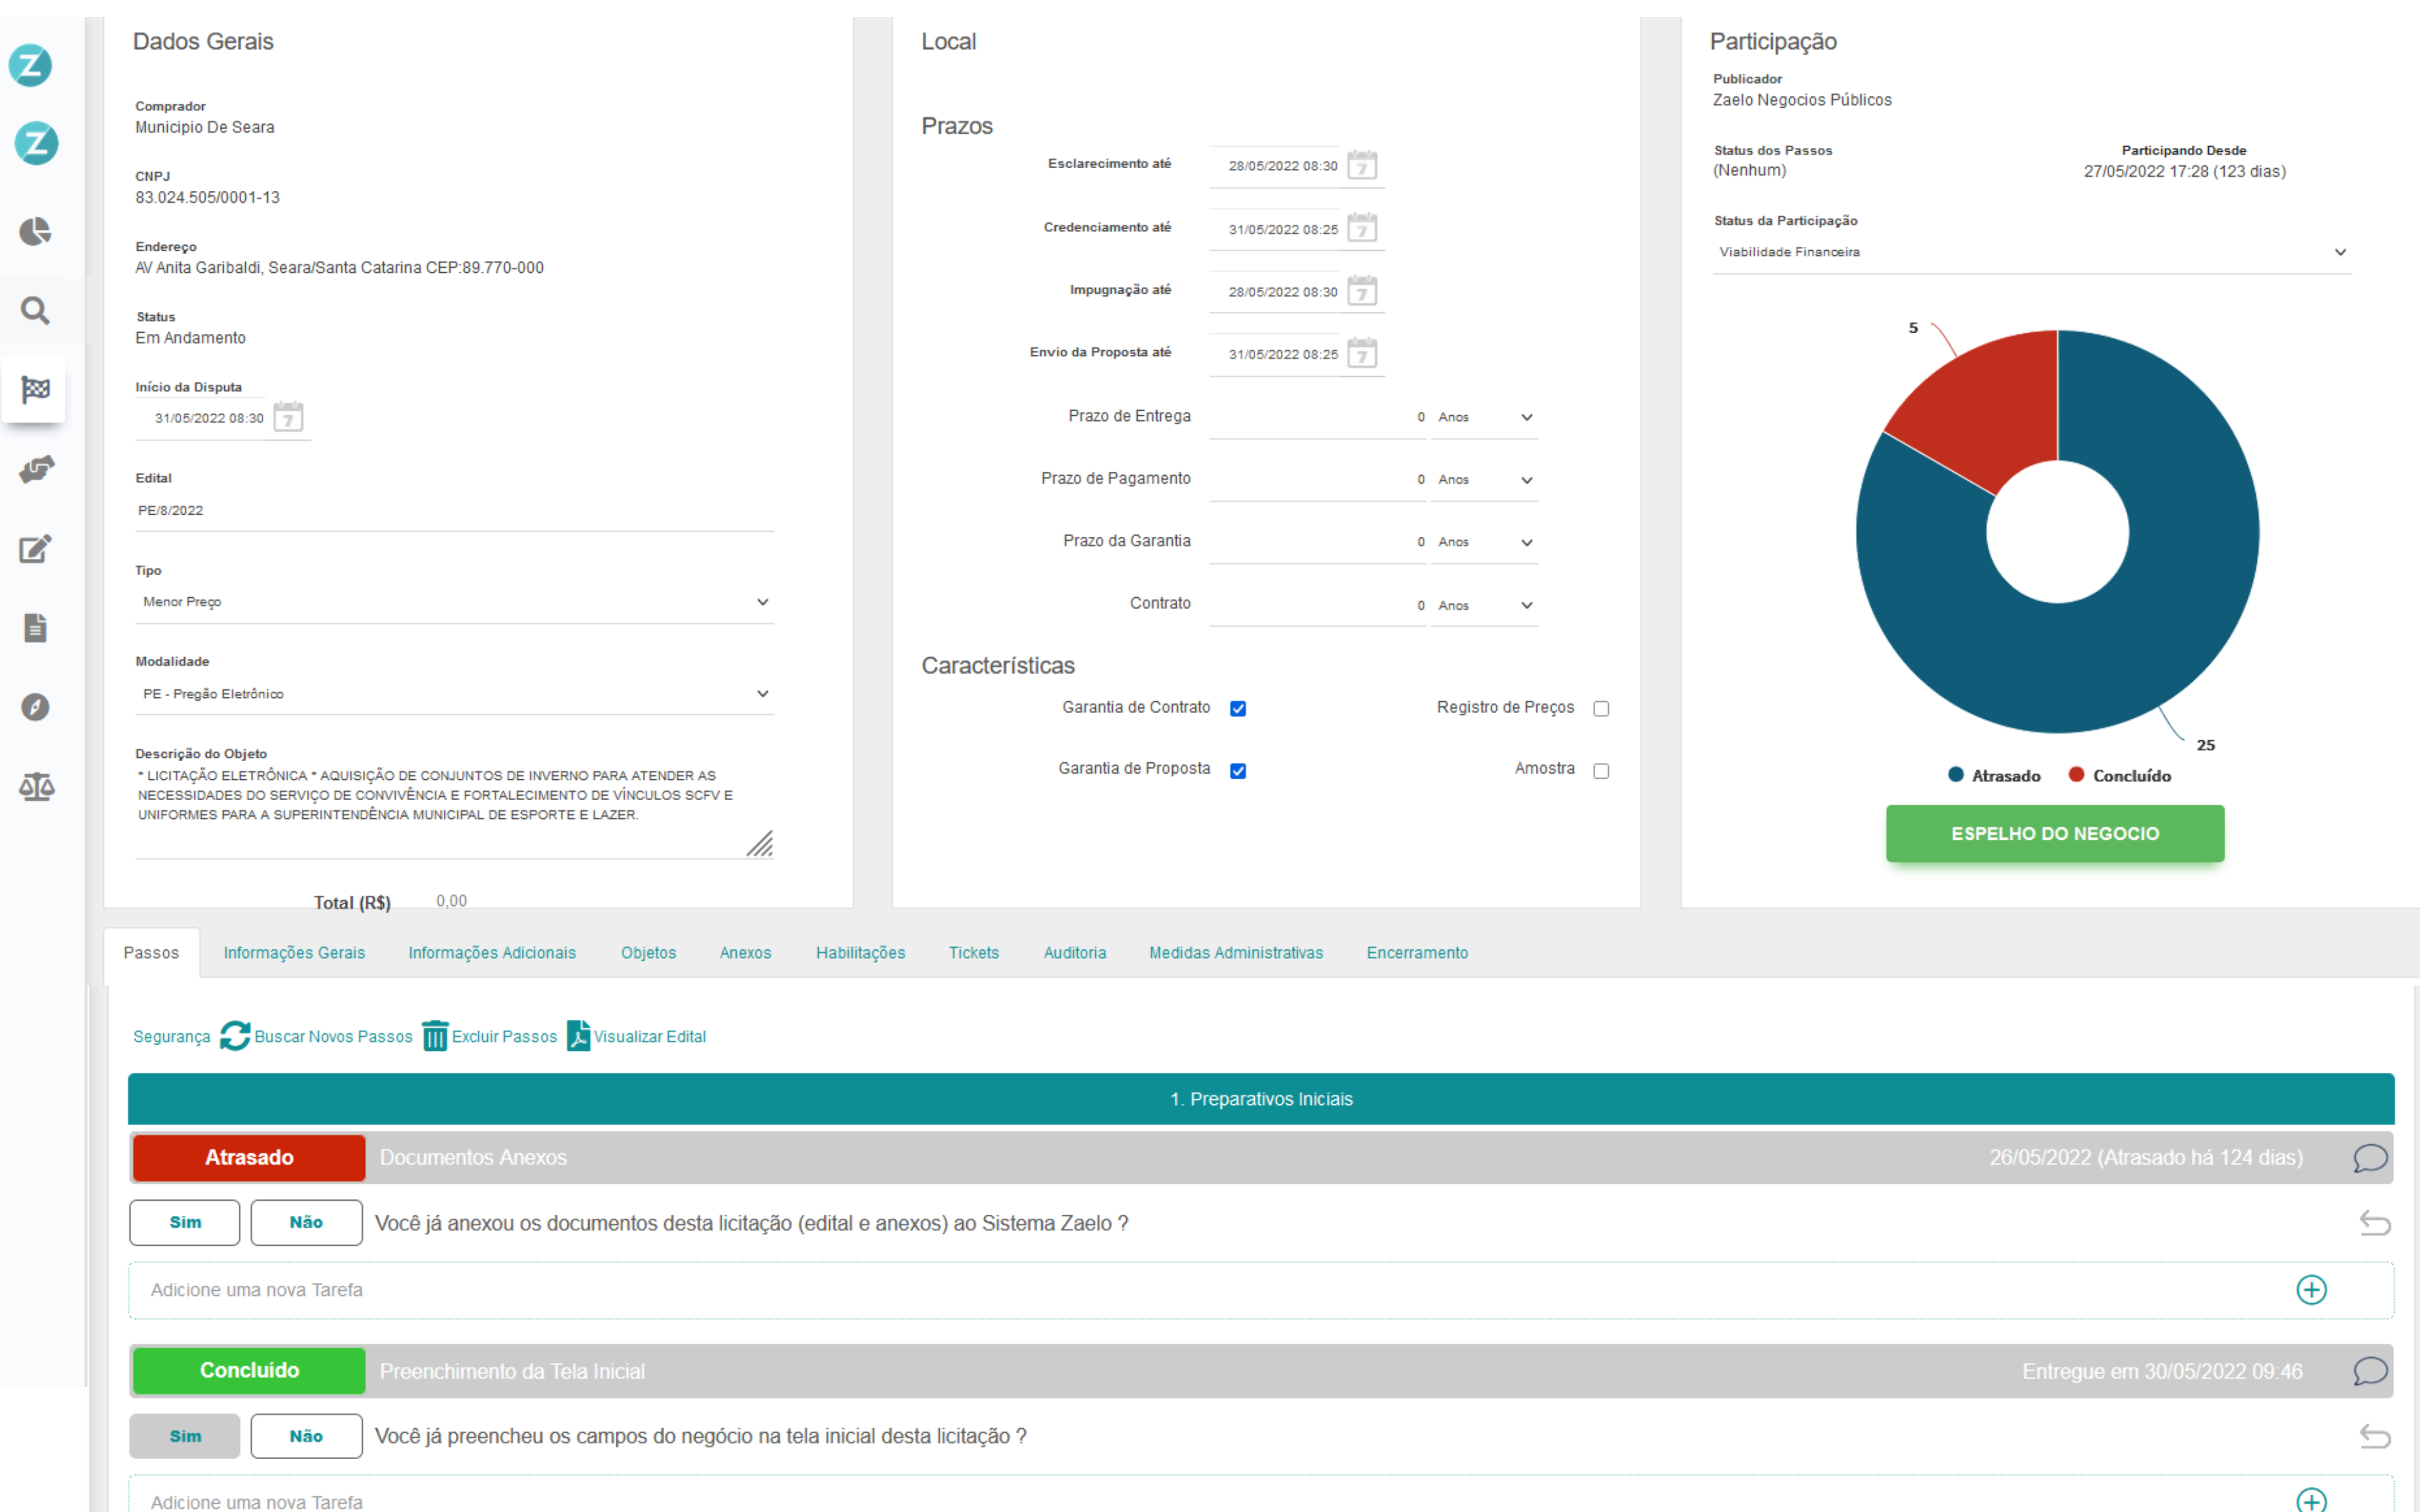 Dados Gerais
Comprador
Municipio De Seara
CNPJ
83.024.505/0001-13
Endereço
AV Anita Garibaldi, Seara/Santa Catarina CEP:89.770-000
Status
Em Andamento
Início da Disputa
31/05/2022 08:30
7
Edital
PE/8/2022
Tipo
Menor Preço
Modalidade
PE - Pregão Eletrônico
Descrição do Objeto
* LICITAÇÃO ELETRÔNICA * AQUISIÇÃO DE CONJUNTOS DE INVERNO PARA ATENDER AS
NECESSIDADES DO SERVIÇO DE CONVIVÊNCIA E FORTALECIMENTO DE VÍNCULOS SCFV E
UNIFORMES PARA A SUPERINTENDÊNCIA MUNICIPAL DE ESPORTE E LAZER.
Total (R$) 0,00
Local
Prazos
Esclarecimento até 28/05/2022 08:30 7
Credenciamento até 31/05/2022 08:25 7
Impugnação até 28/05/2022 08:30 7
Envio da Proposta até 31/05/2022 08:25 7
Prazo de Entrega 0 Anos
Prazo de Pagamento 0 Anos
Prazo da Garantia 0 Anos
Contrato 0 Anos
Características
Garantia de Contrato Registro de Preços
Garantia de Proposta Amostra
Participação
Publicador
Zaelo Negocios Públicos
Status dos Passos Participando Desde
(Nenhum) 27/05/2022 17:28 (123 dias)
Status da Participação
Viabilidade Financeira
5
25
Atrasado Concluído
ESPELHO DO NEGOCIO
Passos Informações Gerais Informações Adicionais Objetos Anexos Habilitações Tickets Auditoria Medidas Administrativas Encerramento
Segurança Buscar Novos Passos Excluir Passos Visualizar Edital
1. Preparativos Iniciais
Atrasado Documentos Anexos 26/05/2022 (Atrasado há 124 dias)
Sim Não Você já anexou os documentos desta licitação (edital e anexos) ao Sistema Zaelo ?
Adicione uma nova Tarefa
Concluído Preenchimento da Tela Inicial Entregue em 30/05/2022 09:46
Sim Não Você já preencheu os campos do negócio na tela inicial desta licitação ?
Adicione uma nova Tarefa